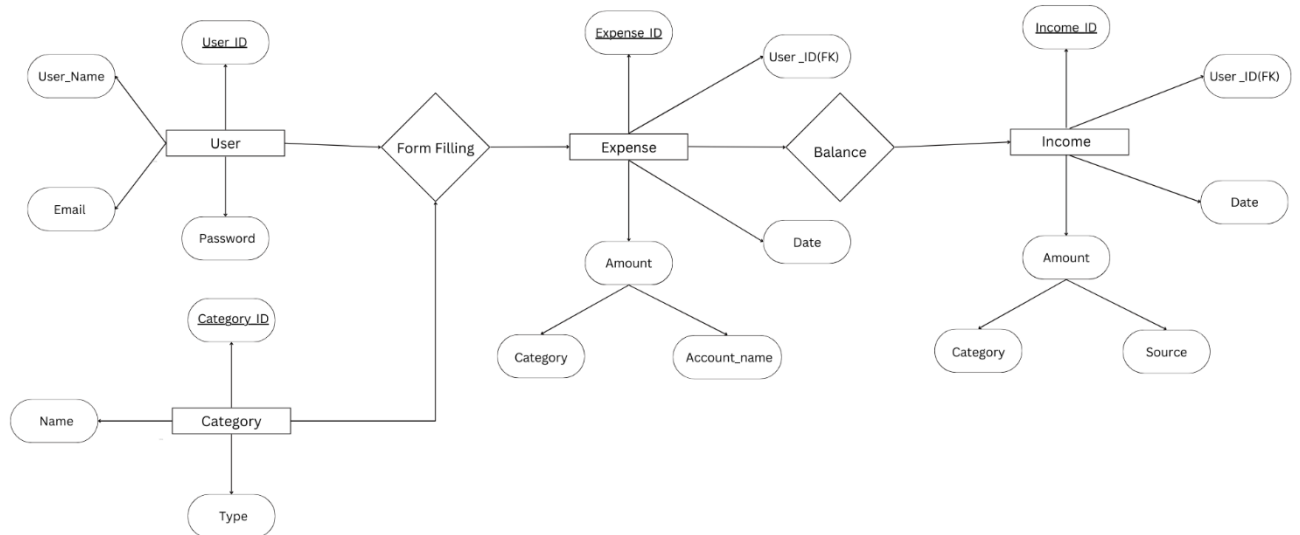 User_ID
User_Name
User
Email
Password
Form Filling
Expense_ID
User _ID(FK)
Expense
Date
Amount
Category
Account_name
Balance
Income_ID
User _ID(FK)
Income
Date
Amount
Category
Source
Category_ID
Name
Category
Type